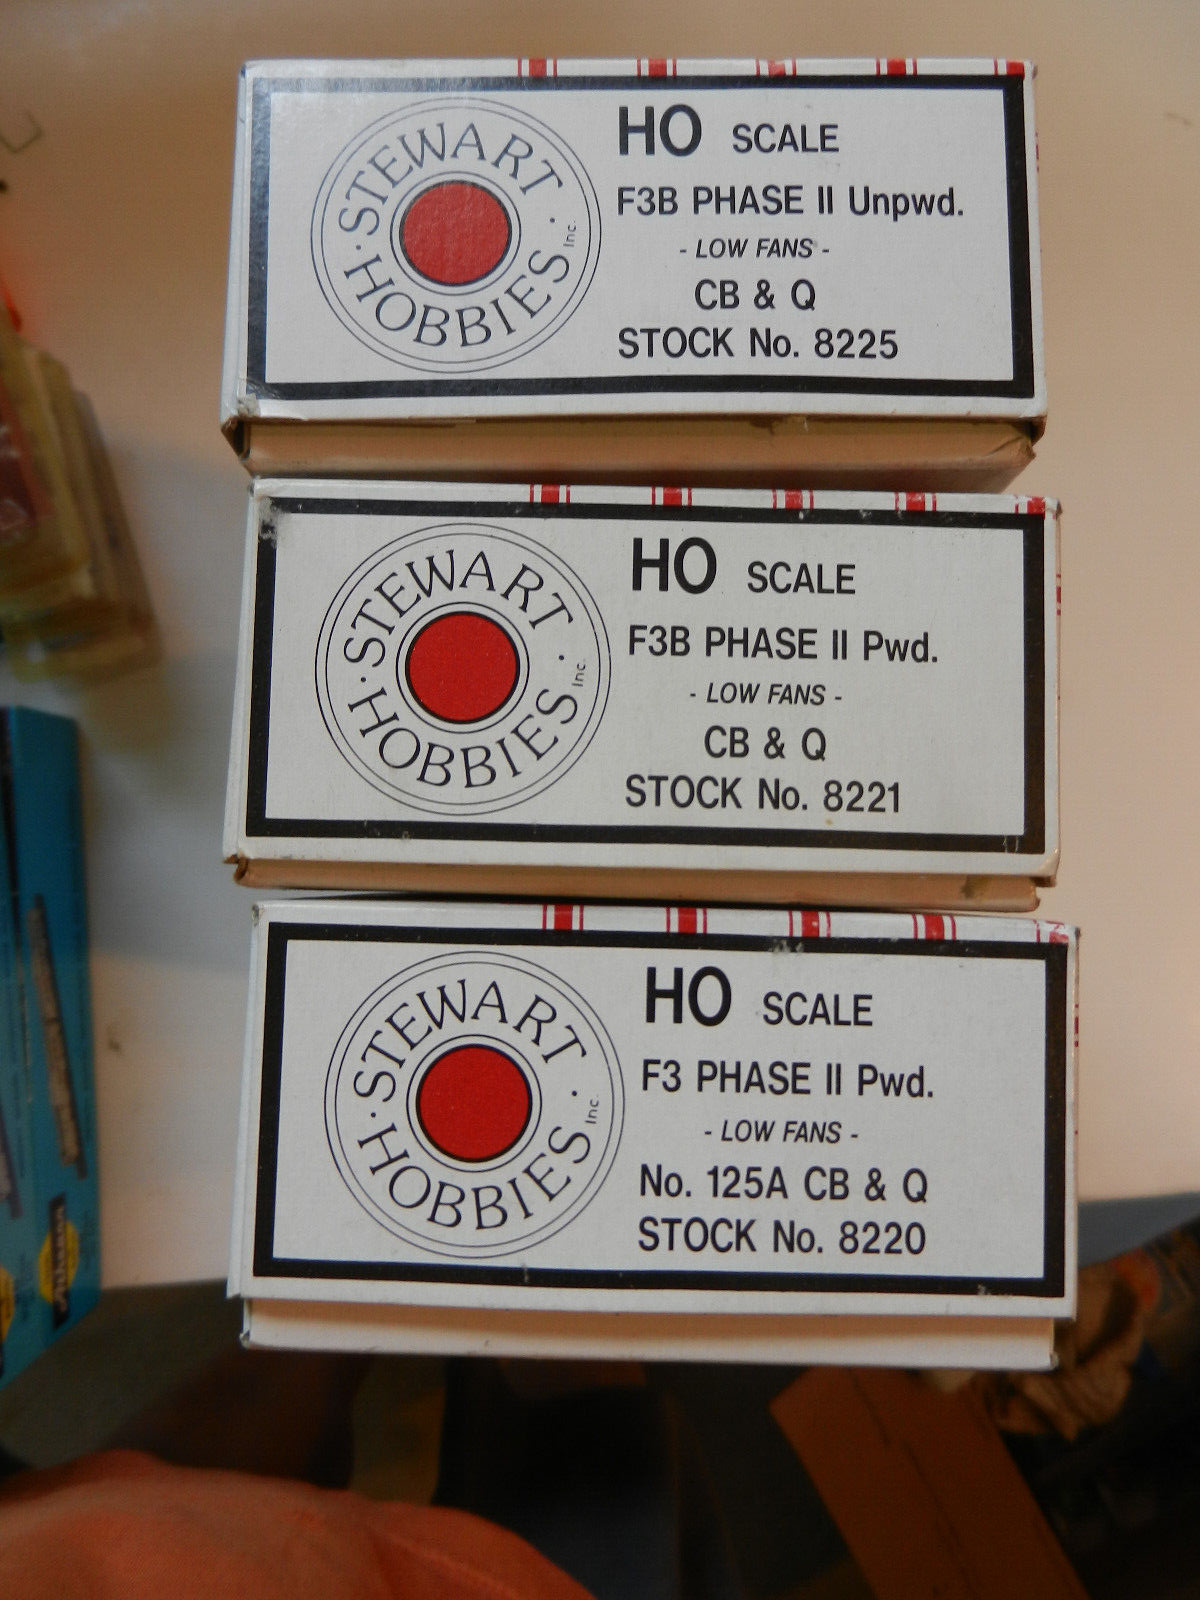 · STEWART ·
HOBBIES Inc.
HO SCALE
F3B PHASE II Unpwd.
- LOW FANS -
CB & Q
STOCK No. 8225
· STEWART ·
HOBBIES Inc.
HO SCALE
F3B PHASE II Pwd.
- LOW FANS -
CB & Q
STOCK No. 8221
· STEWART ·
HOBBIES Inc.
HO SCALE
F3 PHASE II Pwd.
- LOW FANS -
No. 125A CB & Q
STOCK No. 8220